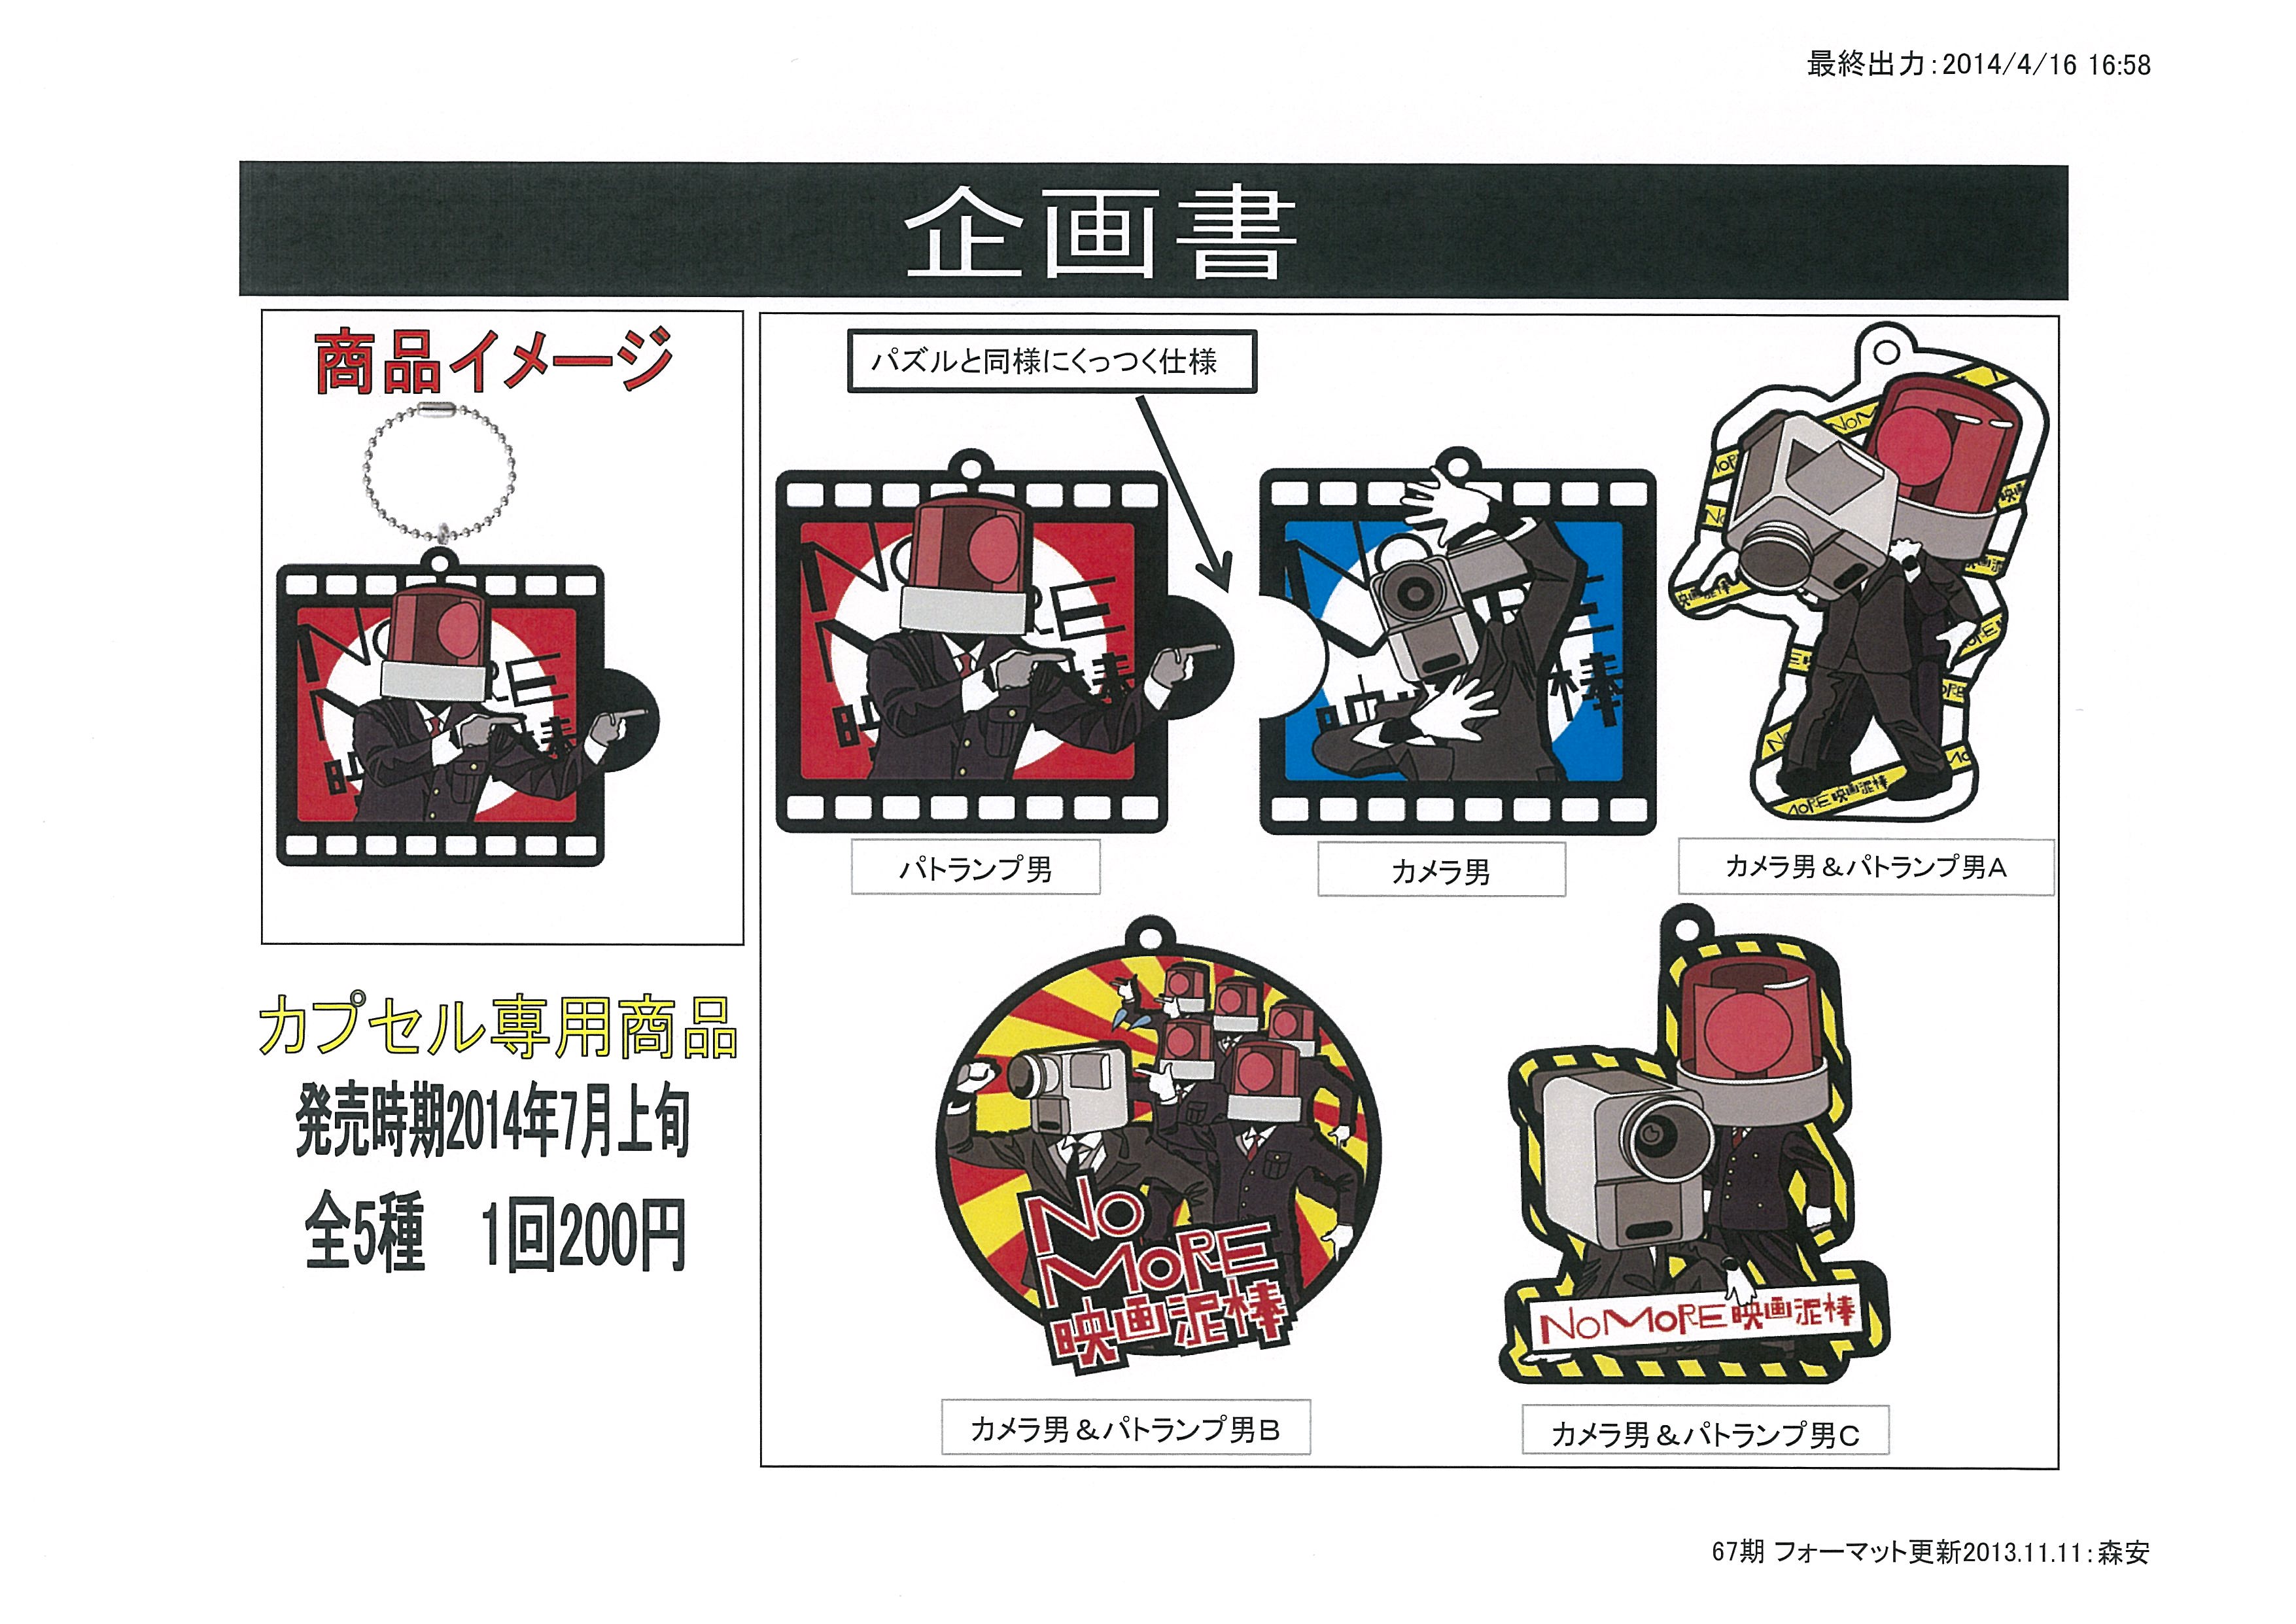 最終出力：2014/4/16 16:58
企画書
商品イメージ
パズルと同様にくっつく仕様
パトランプ男
カメラ男
カメラ男＆パトランプ男A
カプセル専用商品
発売時期2014年7月上旬
全5種　1回200円
No
MoRE
映画泥棒
NoMoRE映画泥棒
カメラ男＆パトランプ男B
カメラ男＆パトランプ男C
67期 フォーマット更新2013.11.11：森安